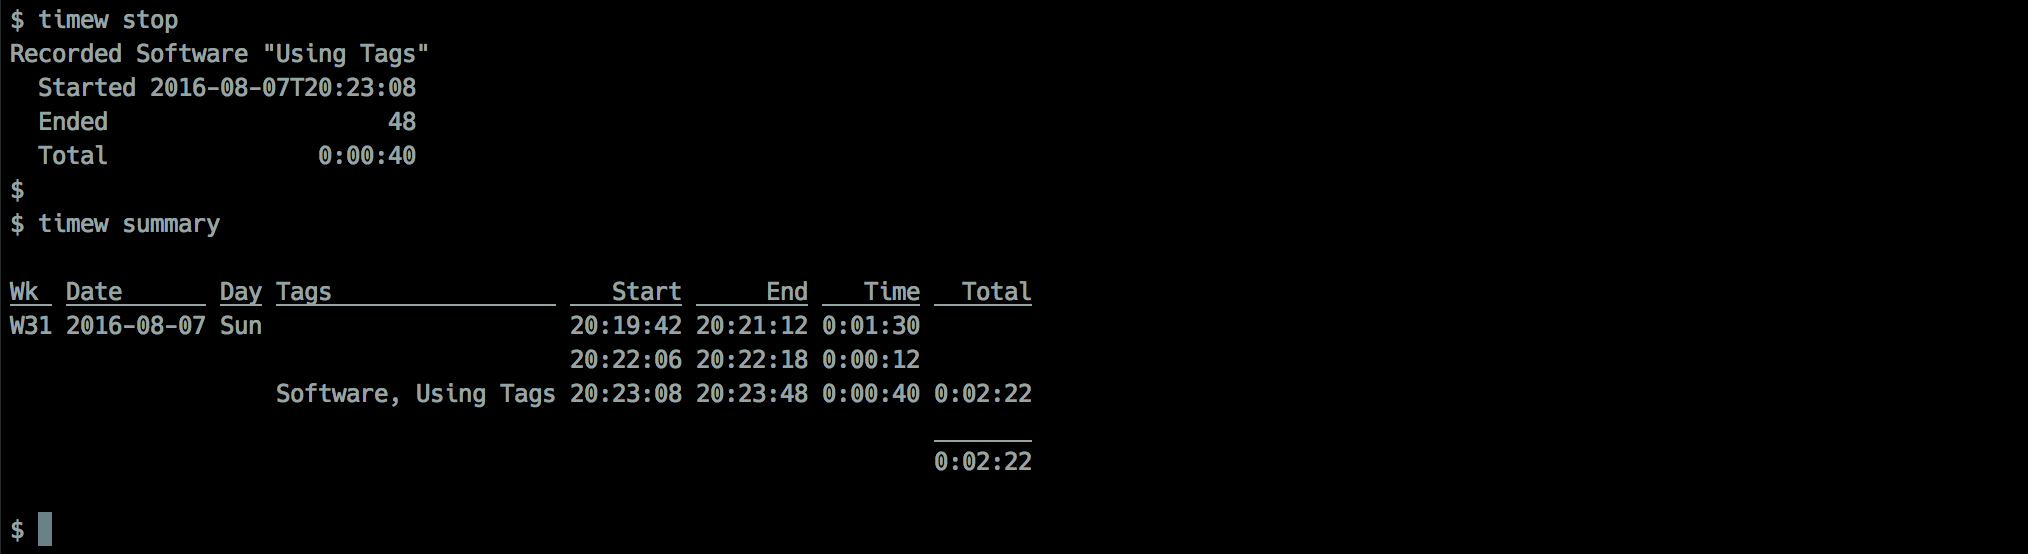 $ timew stop
Recorded Software "Using Tags"
  Started 2016-08-07T20:23:08
  Ended                    48
  Total               0:00:40
$
$ timew summary

Wk  Date       Day Tags                    Start      End    Time   Total
W31 2016-08-07 Sun                      20:19:42 20:21:12 0:01:30
                                        20:22:06 20:22:18 0:00:12
                   Software, Using Tags 20:23:08 20:23:48 0:00:40 0:02:22

                                                                  0:02:22

$